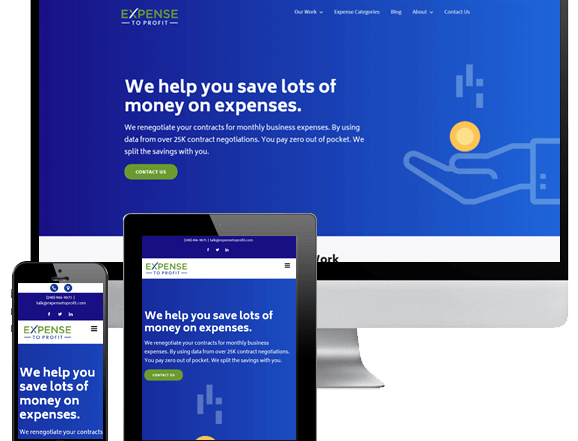 EXPENSE
TO PROFIT
Our Work Expense Categories Blog About Contact Us
We help you save lots of
money on expenses.
We renegotiate your contracts for monthly business expenses. By using
data from over 25K contract negotiations. You pay zero out of pocket. We
split the savings with you.
CONTACT US
Work
talk@expensetoprofit.com
EXPENSE
TO PROFIT
We help you save lots of
money on expenses.
We renegotiate your contracts for monthly business
expenses. By using data from over 25K contract negotiations.
You pay zero out of pocket. We split the savings with you.
CONTACT US
talk@expensetoprofit.com
EXPENSE
TO PROFIT
We help you
save lots of
money on
expenses.
We renegotiate your contracts